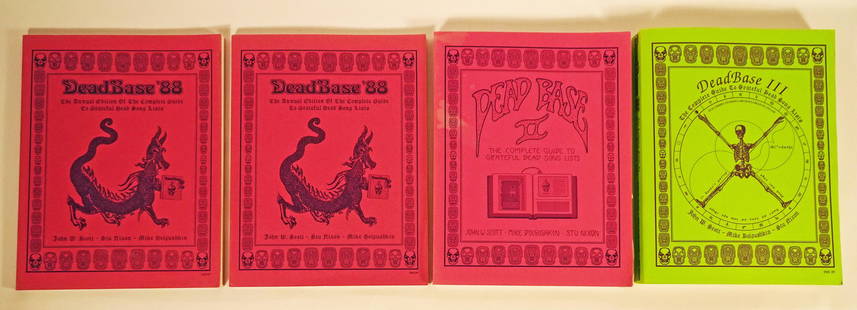 DeadBase '88
The Annual Edition Of The Complete Guide
To Grateful Dead Song Lists
John W. Scott - Stu Nixon - Mike Dolgushkin
DeadBase '88
The Annual Edition Of The Complete Guide
To Grateful Dead Song Lists
John W. Scott - Stu Nixon - Mike Dolgushkin
DEAD BASE
II
THE COMPLETE GUIDE TO
GRATEFUL DEAD SONG LISTS
JOHN W. SCOTT - MIKE DOLGUSHKIN - STU NIXON
DeadBase III
The Complete Guide To Grateful Dead Song Lists
John W. Scott - Mike Dolgushkin - Stu Nixon